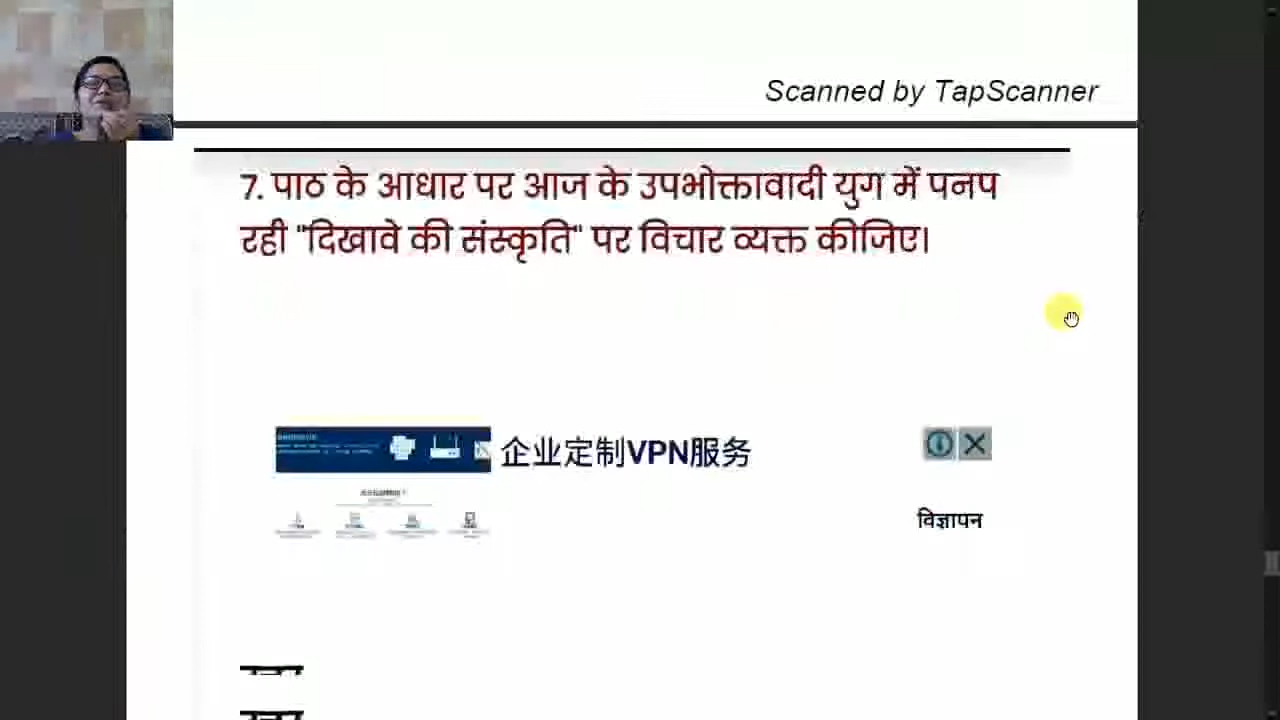 Scanned by TapScanner
7. पाठ के आधार पर आज के उपभोक्तावादी युग में पनप
रही "दिखावे की संस्कृति" पर विचार व्यक्त कीजिए।
企业定制VPN服务
विज्ञापन